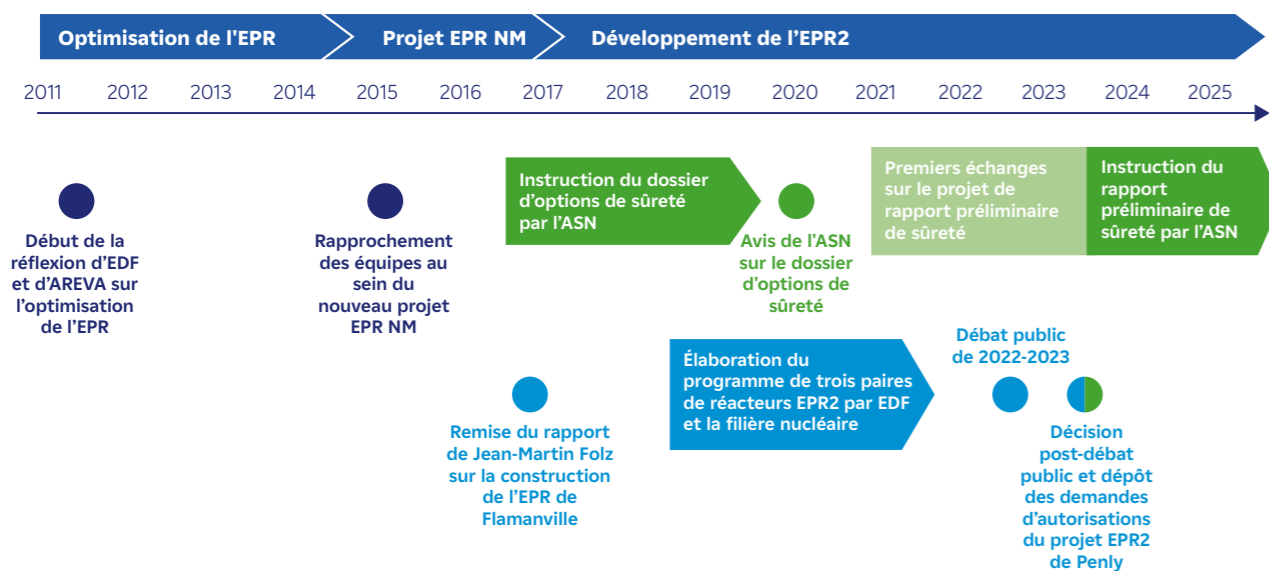 Optimisation de l'EPR
Projet EPR NM
Développement de l’EPR2
2011 2012 2013 2014 2015 2016 2017 2018 2019 2020 2021 2022 2023 2024 2025
Début de la
réflexion d’EDF
et d’AREVA sur
l’optimisation
de l’EPR
Rapprochement
des équipes au
sein du
nouveau projet
EPR NM
Instruction du dossier
d’options de sûreté
par l’ASN
Avis de l’ASN
sur le dossier
d’options de
sûreté
Premiers échanges
sur le projet de
rapport préliminaire
de sûreté
Instruction du
rapport
préliminaire de
sûreté par l’ASN
Remise du rapport
de Jean-Martin Folz
sur la construction
de l’EPR de
Flamanville
Élaboration du
programme de trois paires
de réacteurs EPR2 par EDF
et la filière nucléaire
Débat public
de 2022-2023
Décision
post-débat
public et dépôt
des demandes
d’autorisations
du projet EPR2
de Penly